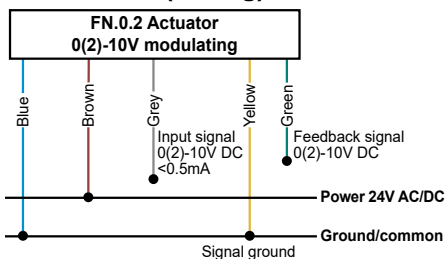 FN.0.2 Actuator
0(2)-10V modulating
Blue
Brown
Grey
Yellow
Green
Input signal
0(2)-10V DC
<0.5mA
Feedback signal
0(2)-10V DC
Power 24V AC/DC
Ground/common
Signal ground